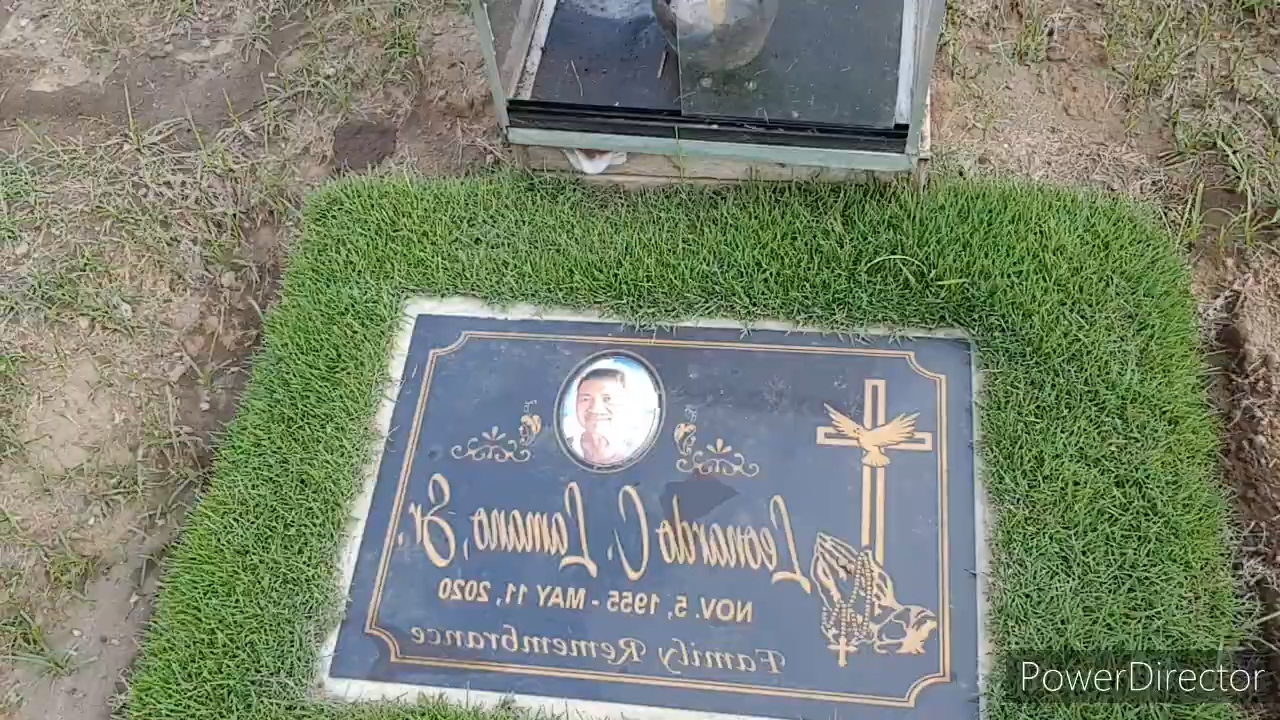 Leonardo C. Lamano, Sr.
NOV. 5, 1955 - MAY 11, 2020
Family Remembrance
PowerDirector